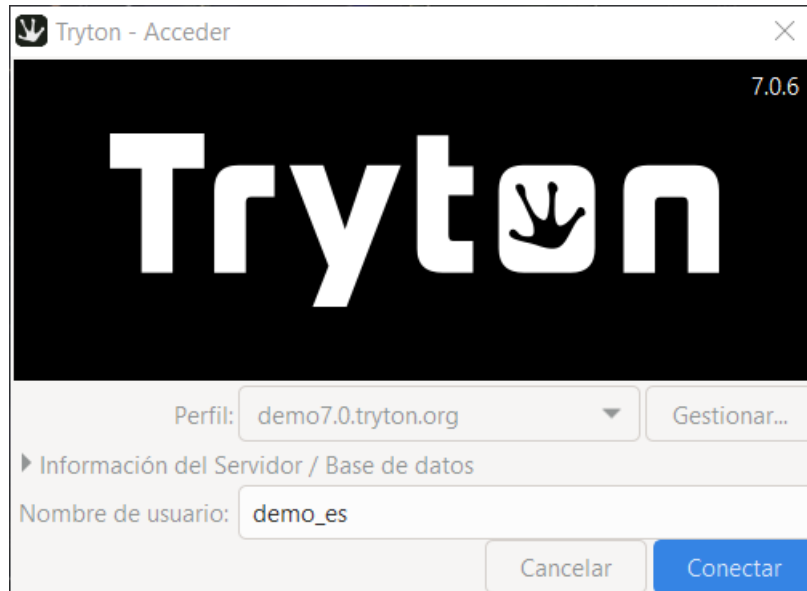 Tryton - Acceder
7.0.6
Tryton
Perfil: demo7.0.tryton.org Gestionar...
Información del Servidor / Base de datos
Nombre de usuario: demo_es
Cancelar Conectar